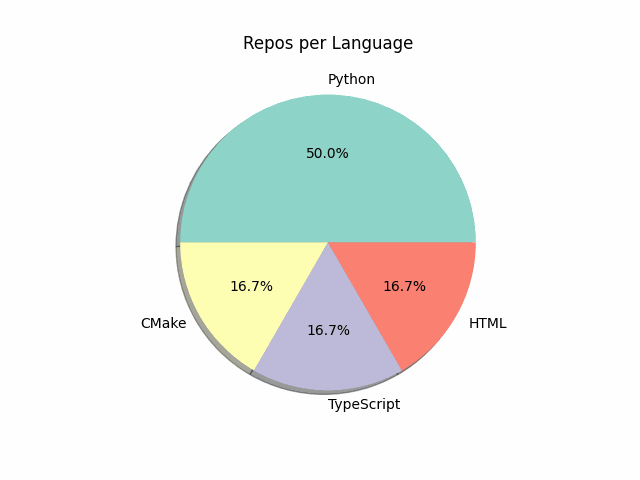 Repos per Language
Python
50.0%
16.7%
16.7%
CMake
HTML
16.7%
TypeScript